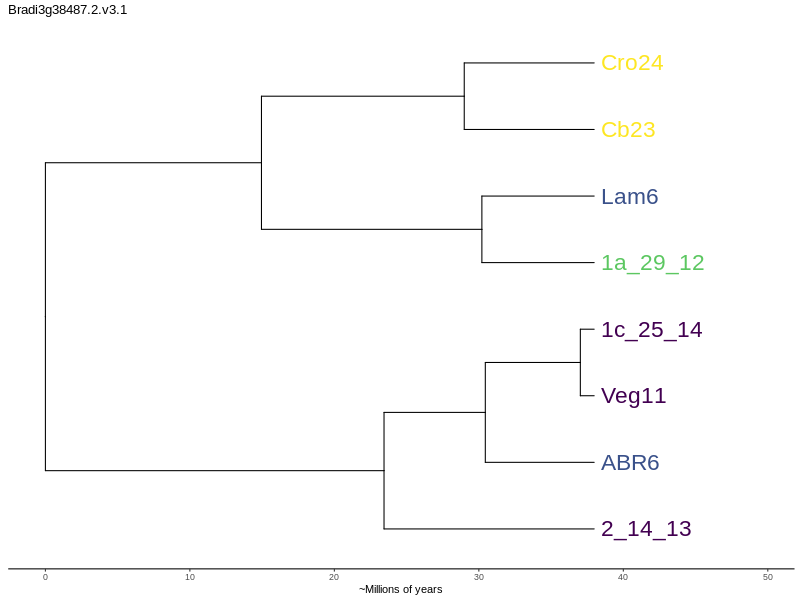 Bradi3g38487.2.v3.1
Cro24
Cb23
Lam6
1a_29_12
1c_25_14
Veg11
ABR6
2_14_13
0 10 20 30 40 50
~Millions of years